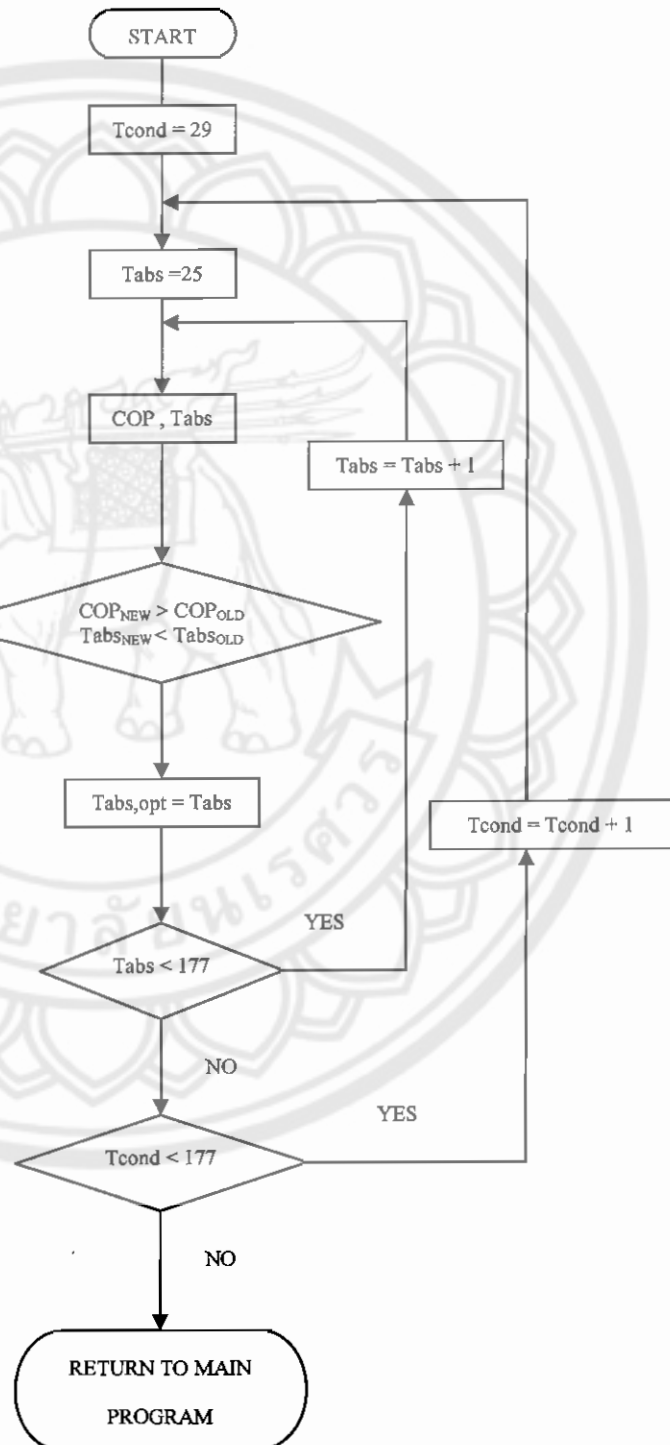 START
Tcond = 29
Tabs =25
COP , Tabs
Tabs = Tabs + 1
COPNEW > COPOLD
TabsNEW < TabsOLD
Tabs,opt = Tabs
Tcond = Tcond + 1
YES
Tabs < 177
NO
YES
Tcond < 177
NO
RETURN TO MAIN
PROGRAM